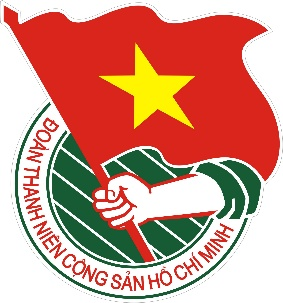 ĐOÀN THANH NIÊN CỘNG SẢN HỒ CHÍ MINH